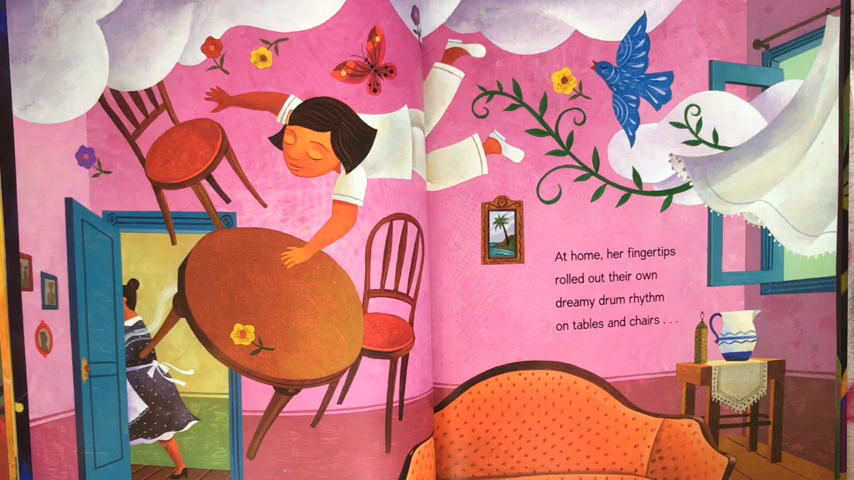 At home, her fingertips
rolled out their own
dreamy drum rhythm
on tables and chairs . . .